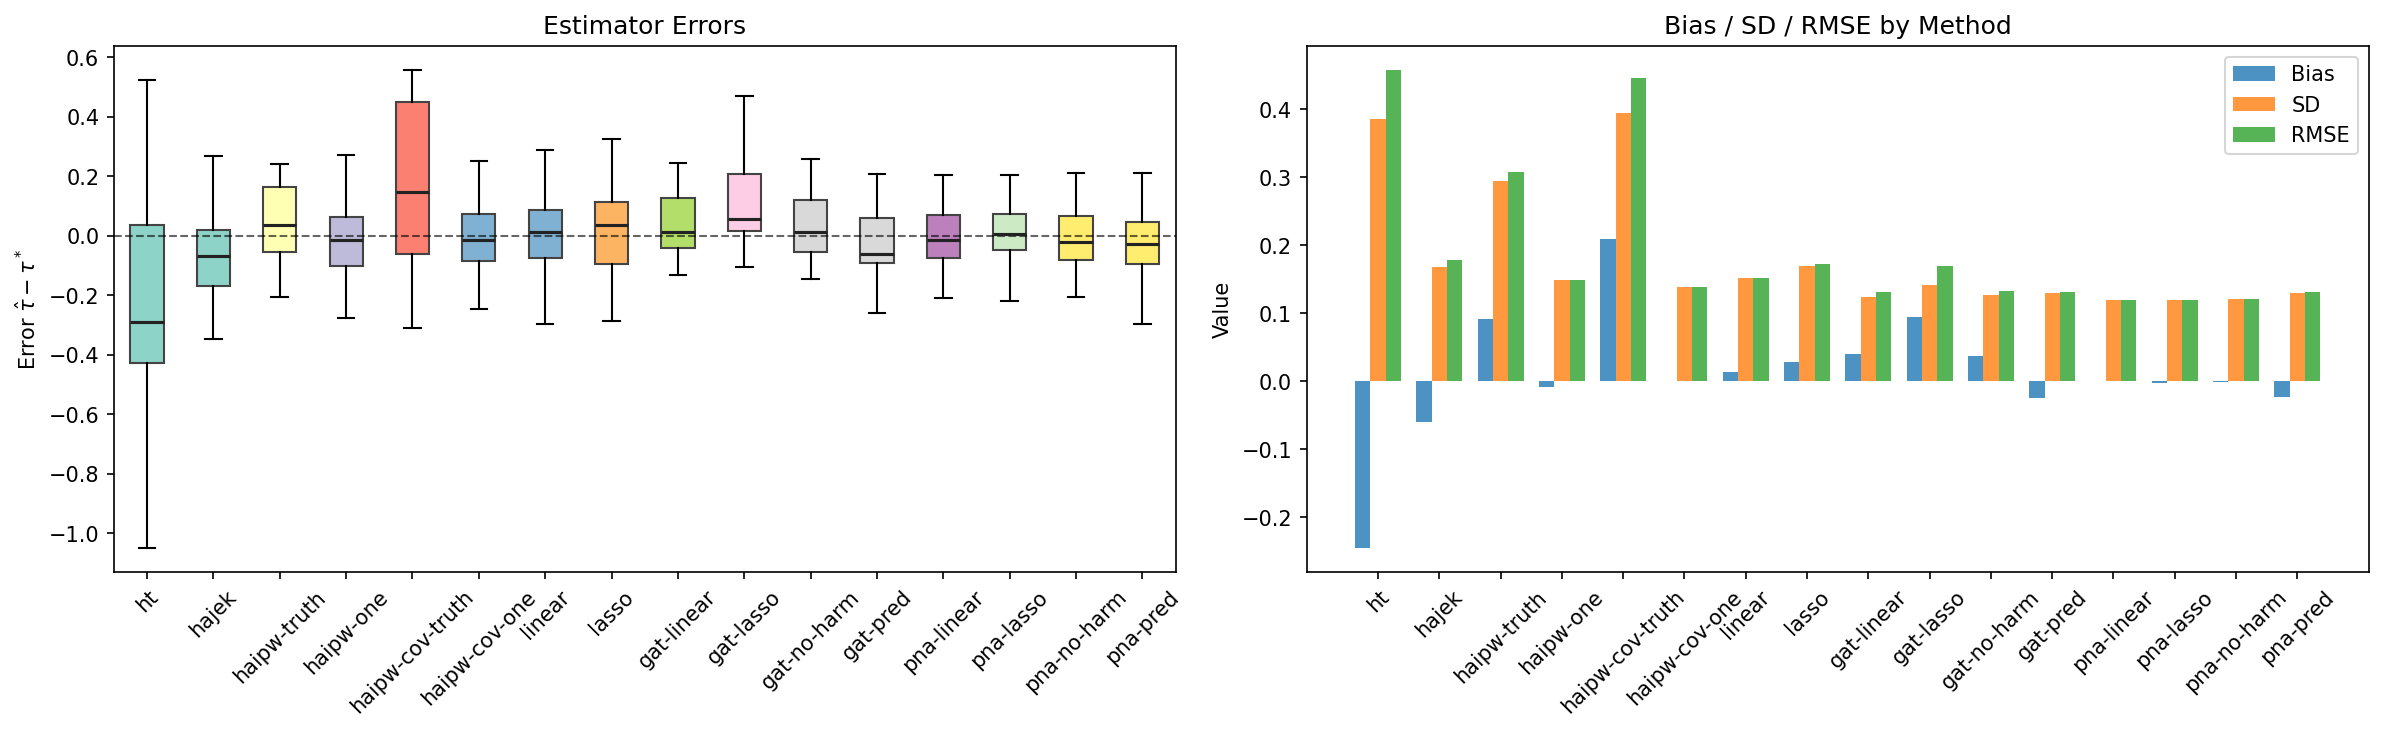 Estimator Errors
Error τ̂ − τ*
0.6
0.4
0.2
0.0
−0.2
−0.4
−0.6
−0.8
−1.0
ht
hajek
haipw-truth
haipw-one
haipw-cov-truth
haipw-cov-one
linear
lasso
gat-linear
gat-lasso
gat-no-harm
gat-pred
pna-linear
pna-lasso
pna-no-harm
pna-pred
Bias / SD / RMSE by Method
Value
0.4
0.3
0.2
0.1
0.0
−0.1
−0.2
Bias
SD
RMSE
ht
hajek
haipw-truth
haipw-one
haipw-cov-truth
haipw-cov-one
linear
lasso
gat-linear
gat-lasso
gat-no-harm
gat-pred
pna-linear
pna-lasso
pna-no-harm
pna-pred